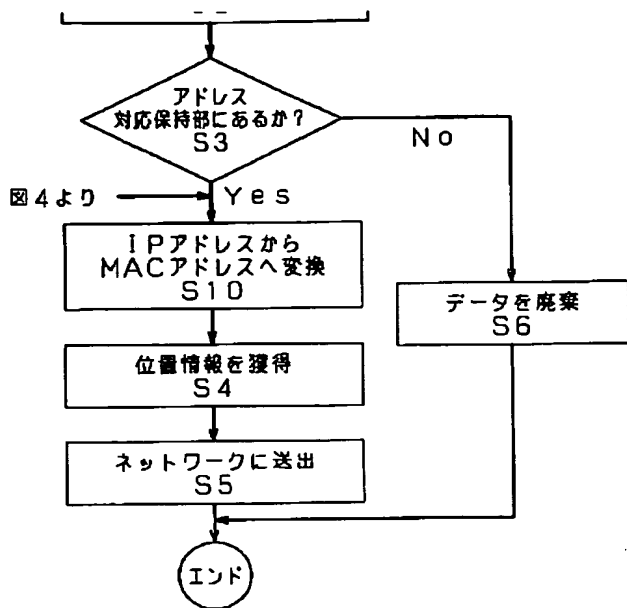 アドレス
対応保持部にあるか？
S3
No
図4より
Yes
IPアドレスから
MACアドレスへ変換
S10
データを廃棄
S6
位置情報を獲得
S4
ネットワークに送出
S5
エンド